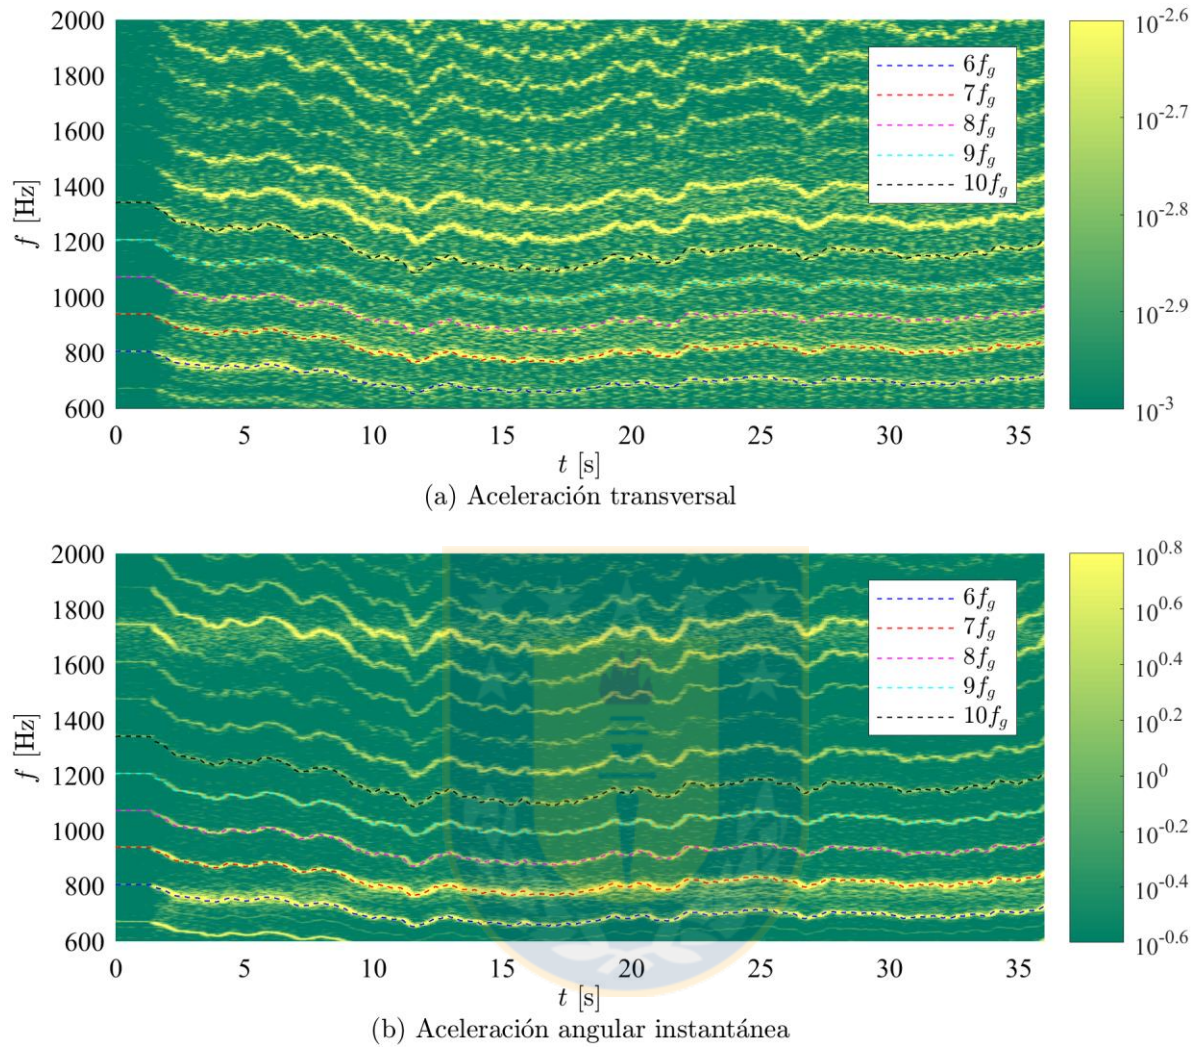 2000
1800
1600
1400
1200
1000
800
600
f [Hz]
6f_g
7f_g
8f_g
9f_g
10f_g
10^-2.6
10^-2.7
10^-2.8
10^-2.9
10^-3
0 5 10 15 20 25 30 35
t [s]
(a) Aceleración transversal
2000
1800
1600
1400
1200
1000
800
600
f [Hz]
6f_g
7f_g
8f_g
9f_g
10f_g
10^0.8
10^0.6
10^0.4
10^0.2
10^0
10^-0.2
10^-0.4
10^-0.6
0 5 10 15 20 25 30 35
t [s]
(b) Aceleración angular instantánea